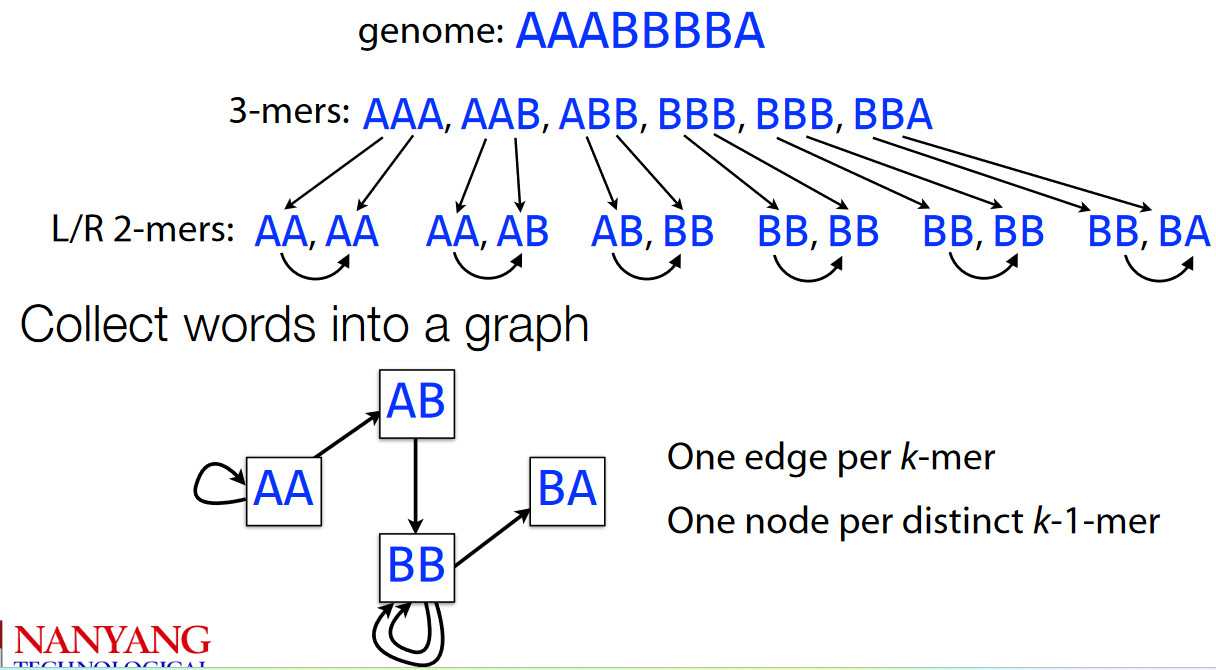 genome: AAABBBBA
3-mers: AAA, AAB, ABB, BBB, BBB, BBA
L/R 2-mers: AA, AA AA, AB AB, BB BB, BB BB, BB BB, BA
Collect words into a graph
AB
AA
BA
BB
One edge per k-mer
One node per distinct k-1-mer
NANYANG
TECHNOLOGICAL